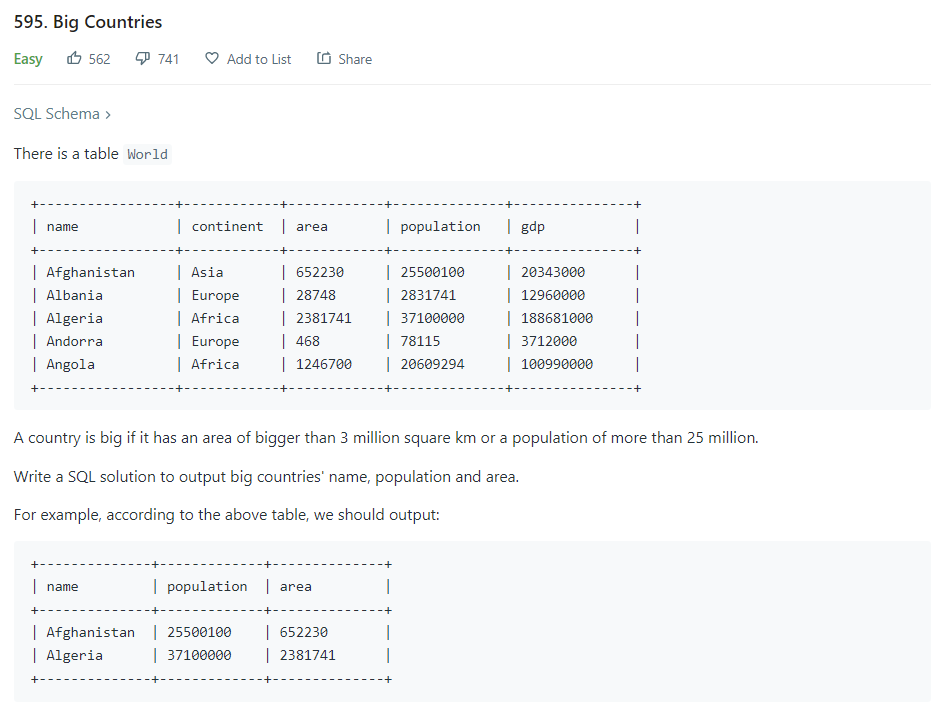 595. Big Countries
Easy 562 741 Add to List Share
SQL Schema >
There is a table World
+-----------------+------------+------------+--------------+---------------+
| name            | continent  | area       | population   | gdp           |
+-----------------+------------+------------+--------------+---------------+
| Afghanistan     | Asia       | 652230     | 25500100     | 20343000      |
| Albania         | Europe     | 28748      | 2831741      | 12960000      |
| Algeria         | Africa     | 2381741    | 37100000     | 188681000     |
| Andorra         | Europe     | 468        | 78115        | 3712000       |
| Angola          | Africa     | 1246700    | 20609294     | 100990000     |
+-----------------+------------+------------+--------------+---------------+
A country is big if it has an area of bigger than 3 million square km or a population of more than 25 million.
Write a SQL solution to output big countries' name, population and area.
For example, according to the above table, we should output:
+--------------+-------------+--------------+
| name         | population  | area         |
+--------------+-------------+--------------+
| Afghanistan  | 25500100    | 652230       |
| Algeria      | 37100000    | 2381741      |
+--------------+-------------+--------------+